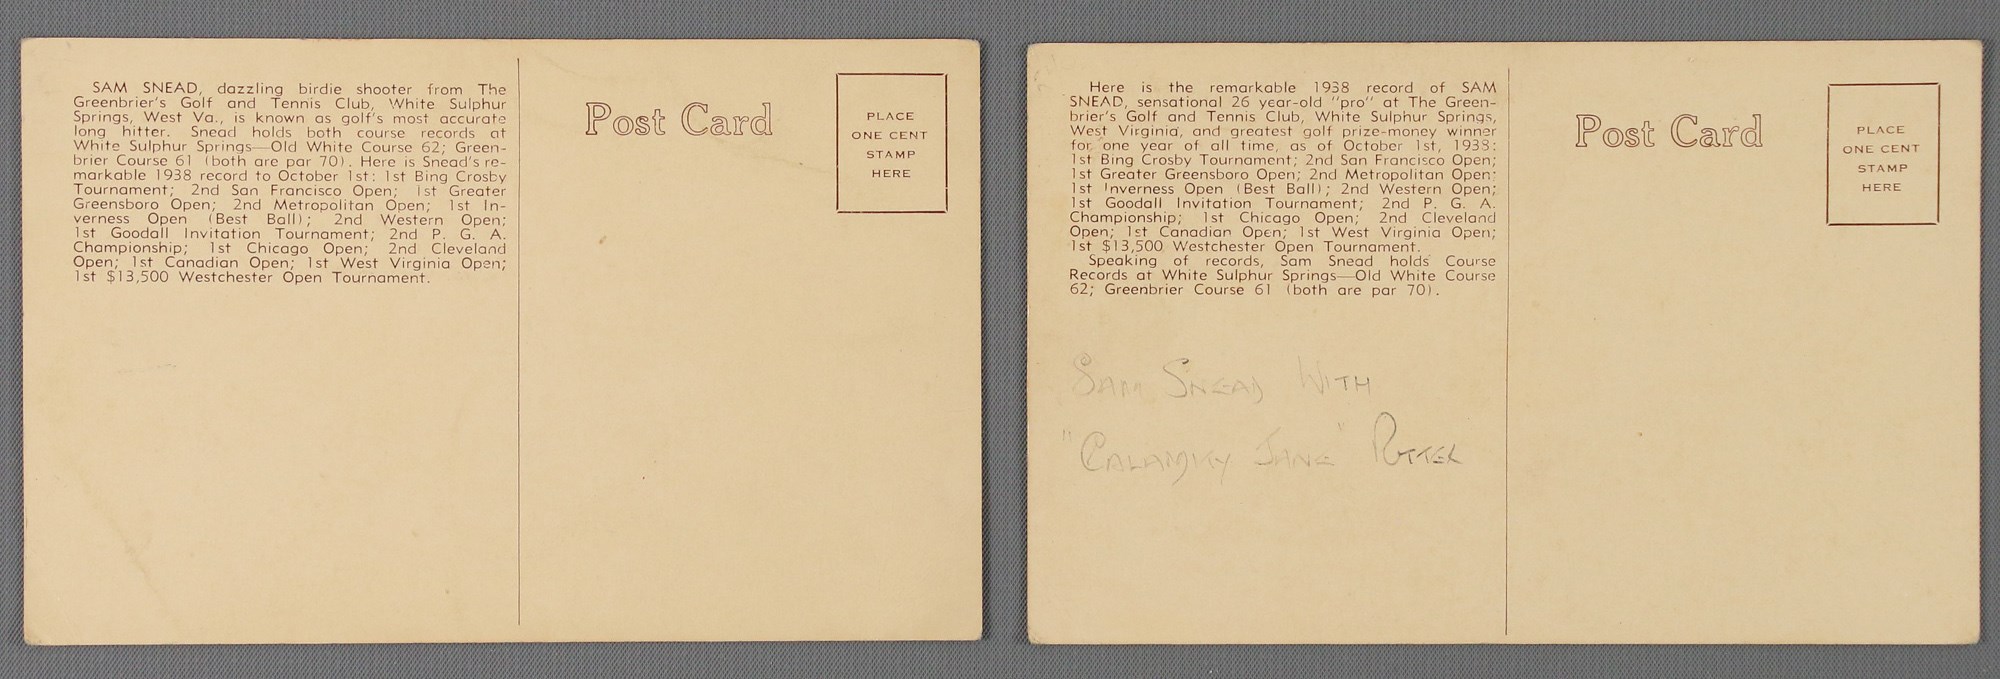 SAM SNEAD, dazzling birdie shooter from The
Greenbrier's Golf and Tennis Club, White Sulphur
Springs, West Va., is known as golf's most accurate
long hitter. Snead holds both course records at
White Sulphur Springs—Old White Course 62; Green-
brier Course 61 (both are par 70). Here is Snead's re-
markable 1938 record to October 1st: 1st Bing Crosby
Tournament; 2nd San Francisco Open; 1st Greater
Greensboro Open; 2nd Metropolitan Open; 1st In-
verness Open (Best Ball); 2nd Western Open;
1st Goodall Invitation Tournament; 2nd P. G. A.
Championship; 1st Chicago Open; 2nd Cleveland
Open; 1st Canadian Open; 1st West Virginia Open;
1st $13,500 Westchester Open Tournament.
Post Card
PLACE
ONE CENT
STAMP
HERE
Here is the remarkable 1938 record of SAM
SNEAD, sensational 26 year-old "pro" at The Green-
brier's Golf and Tennis Club, White Sulphur Springs,
West Virginia, and greatest golf prize-money winner
for one year of all time, as of October 1st, 1938:
1st Bing Crosby Tournament; 2nd San Francisco Open;
1st Greater Greensboro Open; 2nd Metropolitan Open;
1st Inverness Open (Best Ball); 2nd Western Open;
1st Goodall Invitation Tournament; 2nd P. G. A.
Championship; 1st Chicago Open; 2nd Cleveland
Open; 1st Canadian Open; 1st West Virginia Open;
1st $13,500 Westchester Open Tournament.
Speaking of records, Sam Snead holds Course
Records at White Sulphur Springs—Old White Course
62; Greenbrier Course 61 (both are par 70).
SAM SNEAD WITH
"CALAMITY JANE" PUTTER
Post Card
PLACE
ONE CENT
STAMP
HERE